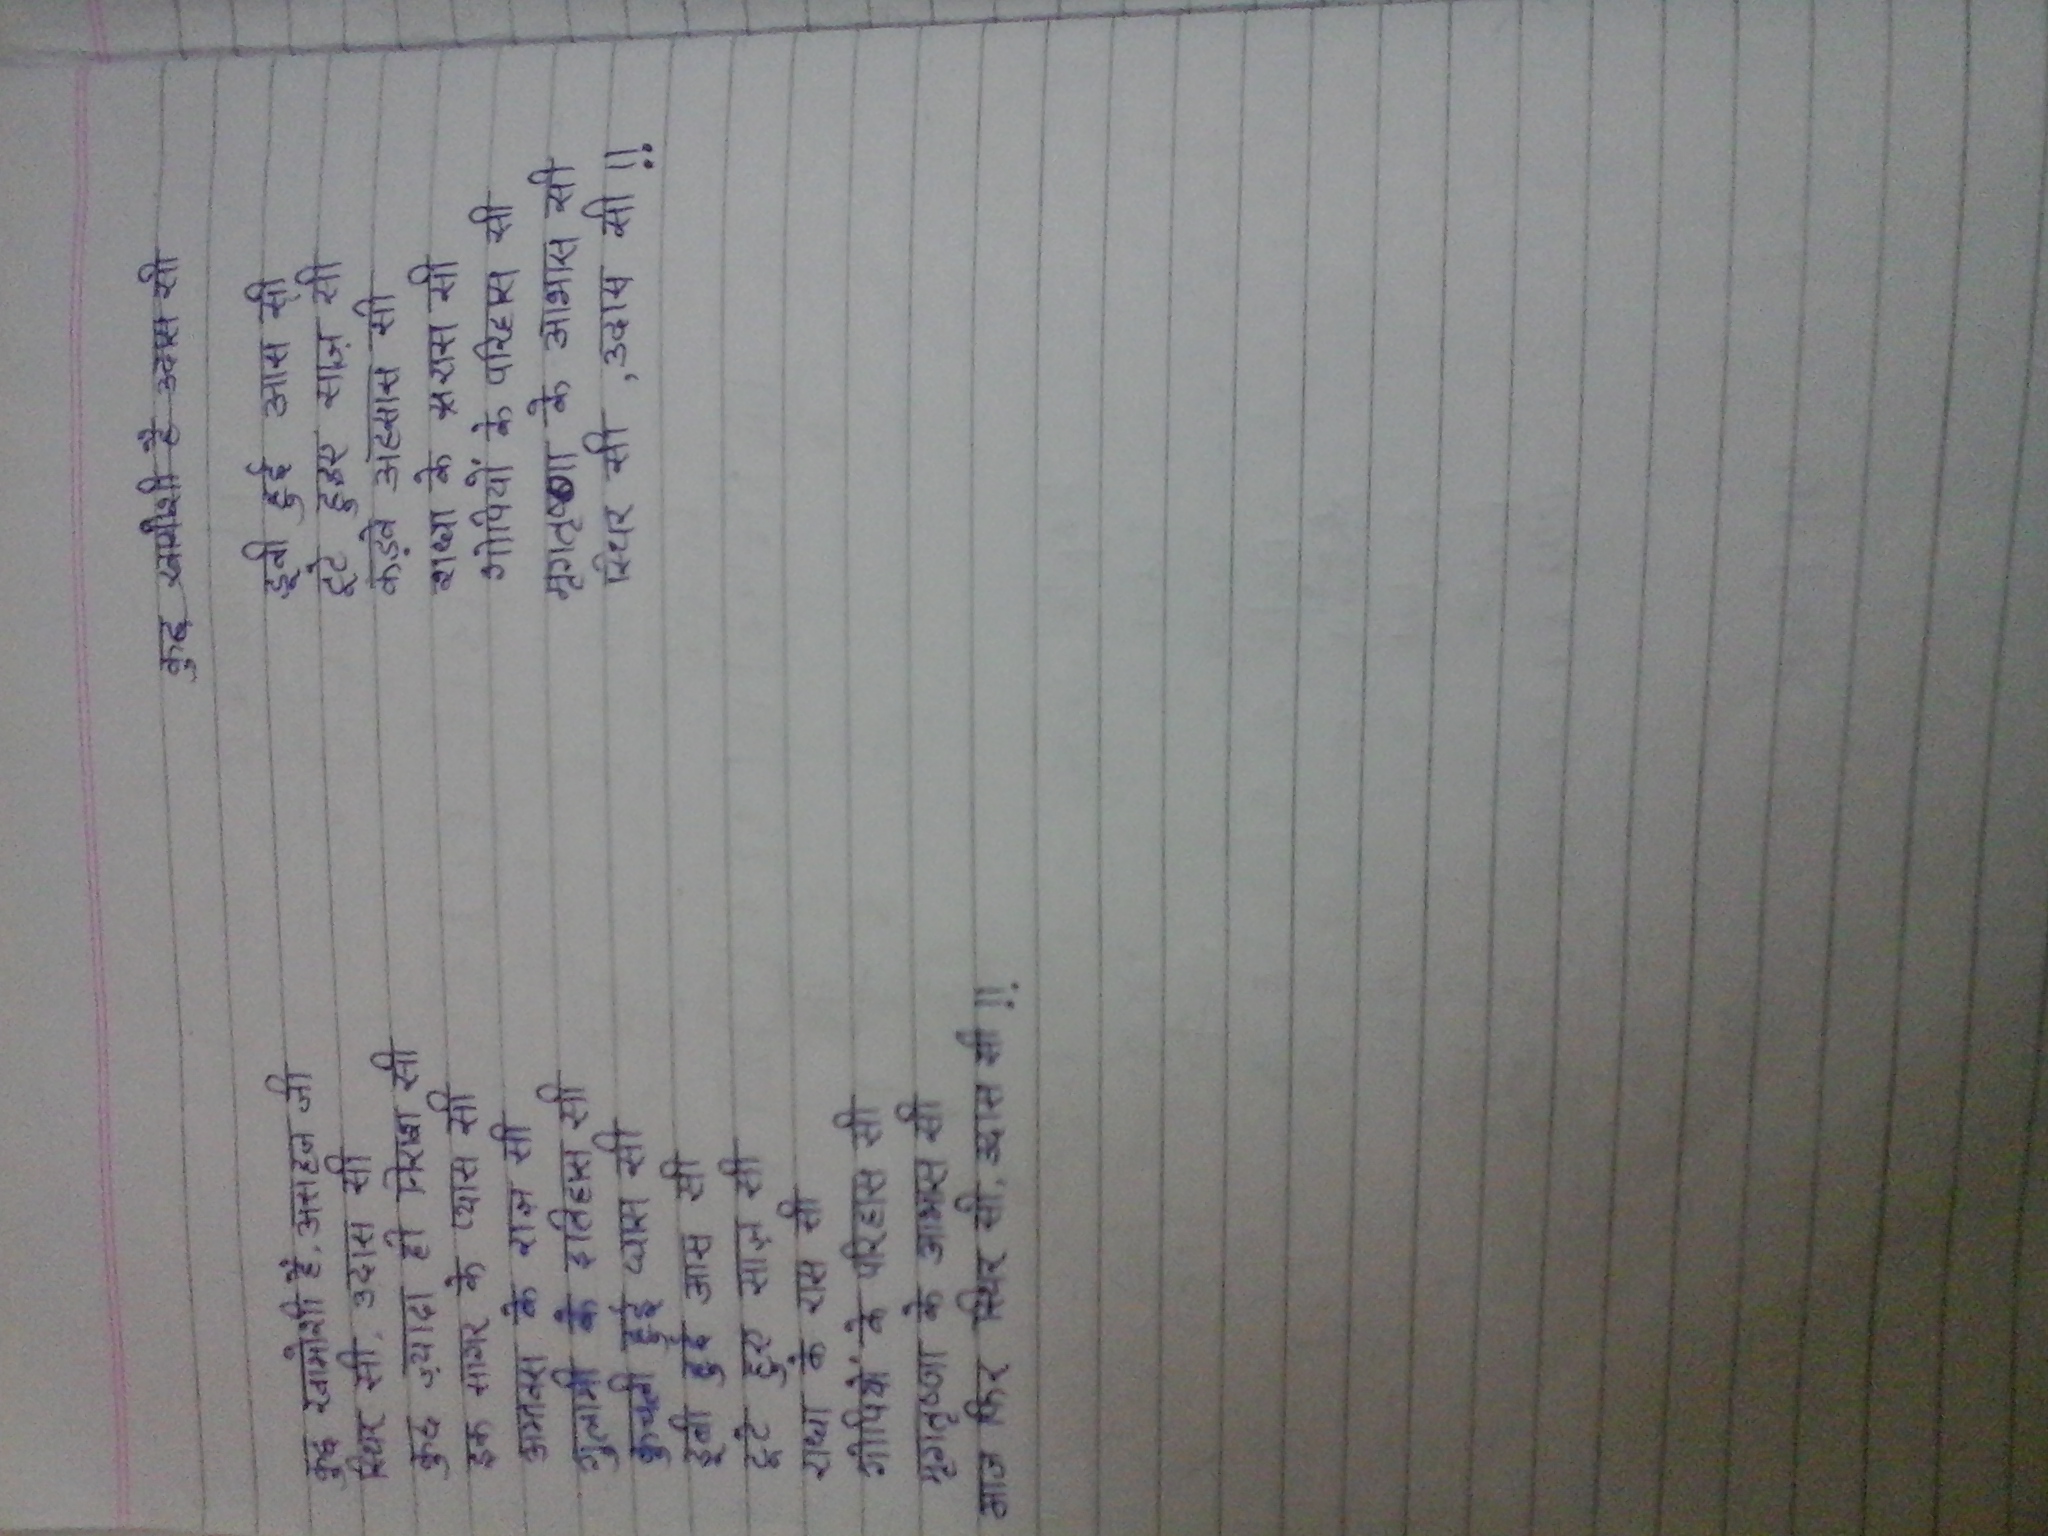 कुछ खामोशी है, असहज जी
स्थिर सी, उदास सी
कुछ ज़्यादा ही निराश सी
इक सागर के प्यास सी
अमावस के राज़ सी
गुलामी के इतिहास सी
कुचली हुई घास सी
डूबी हुई आस सी
टूटे हुए साज़ सी
राधा के रास सी
गोपियों के परिहास सी
मृगतृष्णा के आभास सी
आज फिर स्थिर सी, उदास सी !!
कुछ खामोशी है उदास सी
डूबी हुई आस सी
टूटे हुए साज़ सी
कड़वे अहसास सी
राधा के रास सी
गोपियों के परिहास सी
मृगतृष्णा के आभास सी
स्थिर सी , उदास सी !!